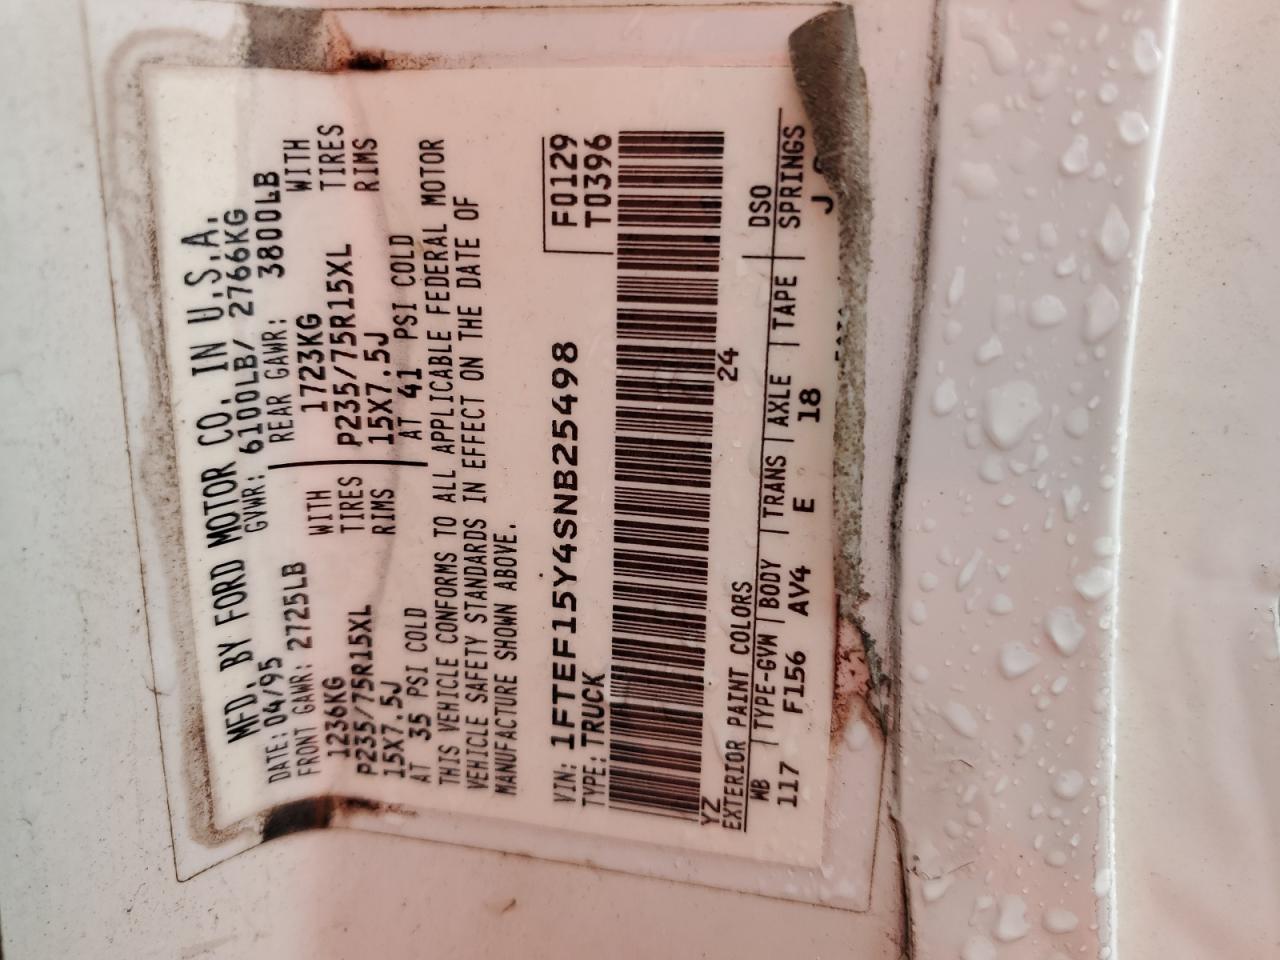 MFD. BY FORD MOTOR CO. IN U.S.A.
DATE: 04/95 GVWR: 6100LB/ 2766KG
FRONT GAWR: 2725LB REAR GAWR: 3800LB
1236KG WITH 1723KG WITH
P235/75R15XL TIRES P235/75R15XL TIRES
15X7.5J RIMS 15X7.5J RIMS
AT 35 PSI COLD AT 41 PSI COLD
THIS VEHICLE CONFORMS TO ALL APPLICABLE FEDERAL MOTOR
VEHICLE SAFETY STANDARDS IN EFFECT ON THE DATE OF
MANUFACTURE SHOWN ABOVE.
F0129
VIN: 1FTEF15Y4SNB25498 T0396
TYPE: TRUCK
YZ 24
EXTERIOR PAINT COLORS DSO
WB TYPE-GVW BODY TRANS AXLE TAPE SPRINGS
117 F156 AV4 E 18 J